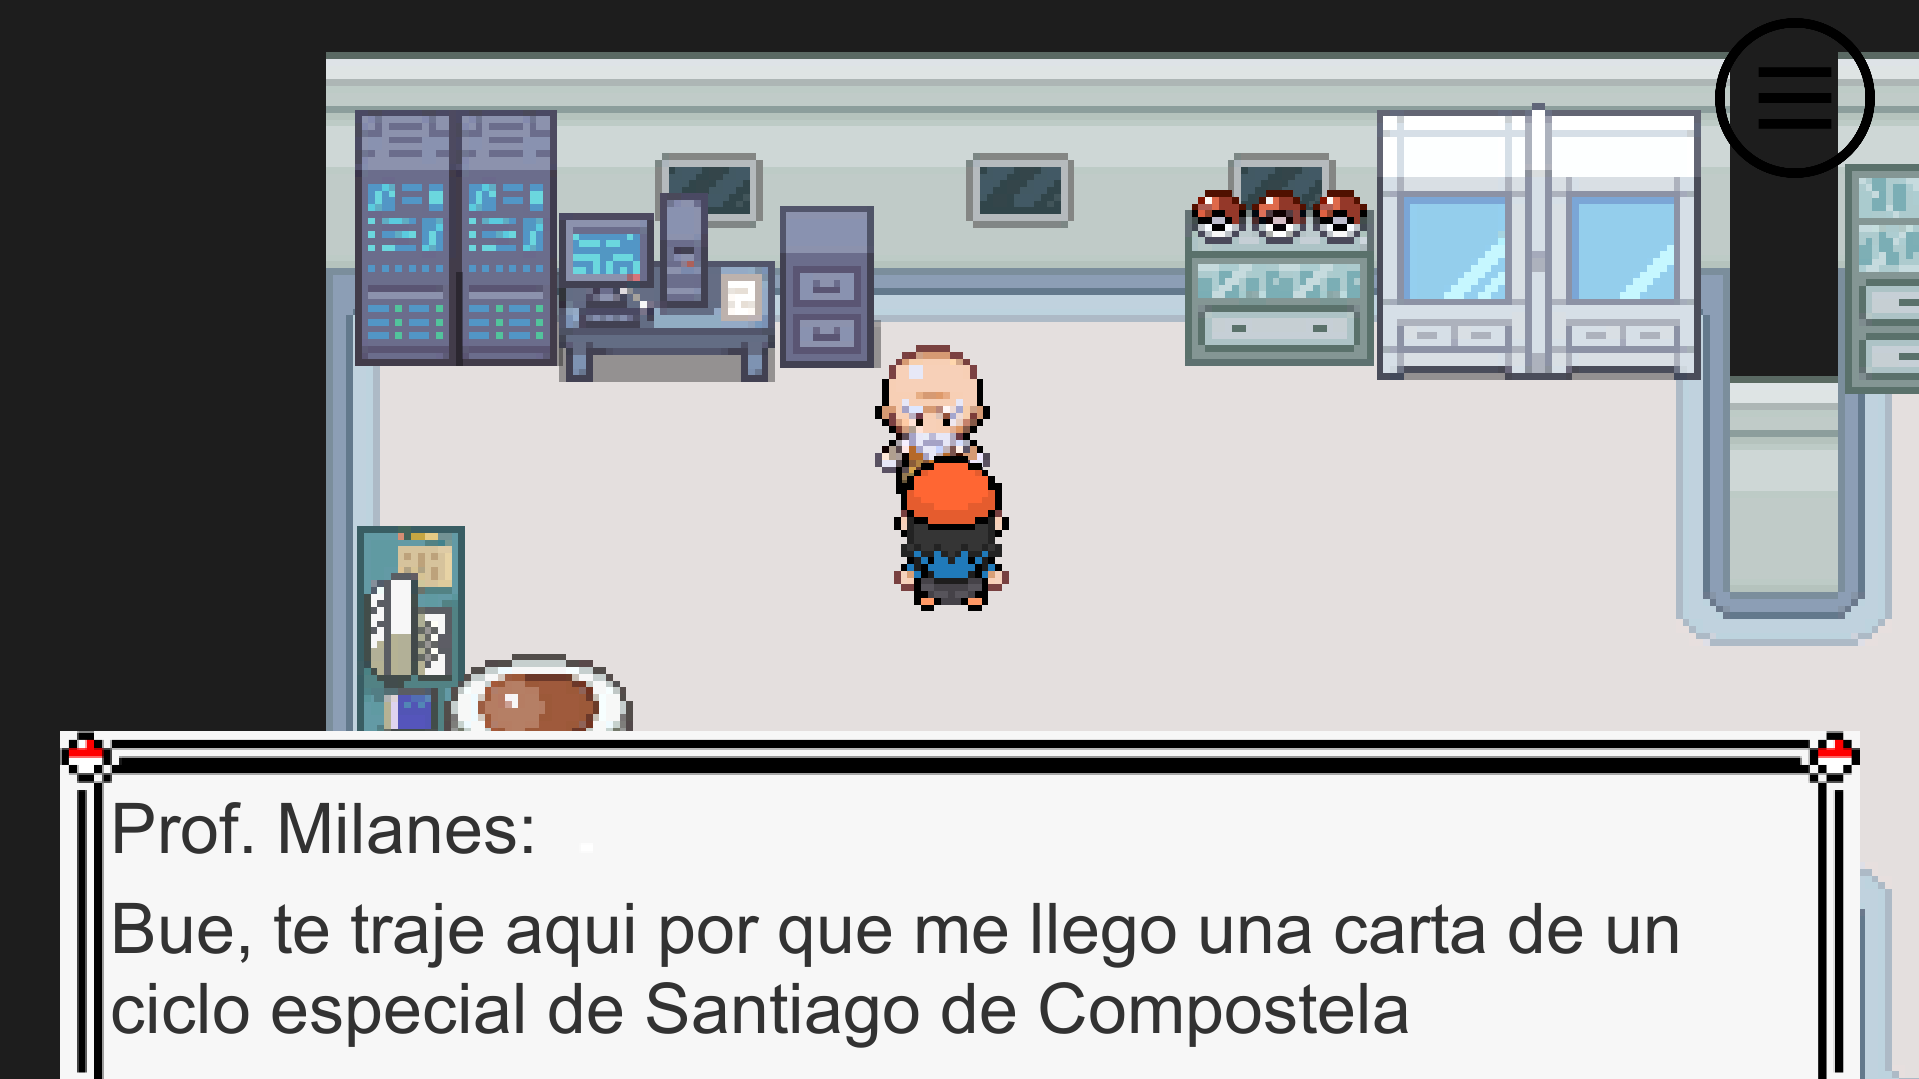 Prof. Milanes:
Bue, te traje aqui por que me llego una carta de un
ciclo especial de Santiago de Compostela